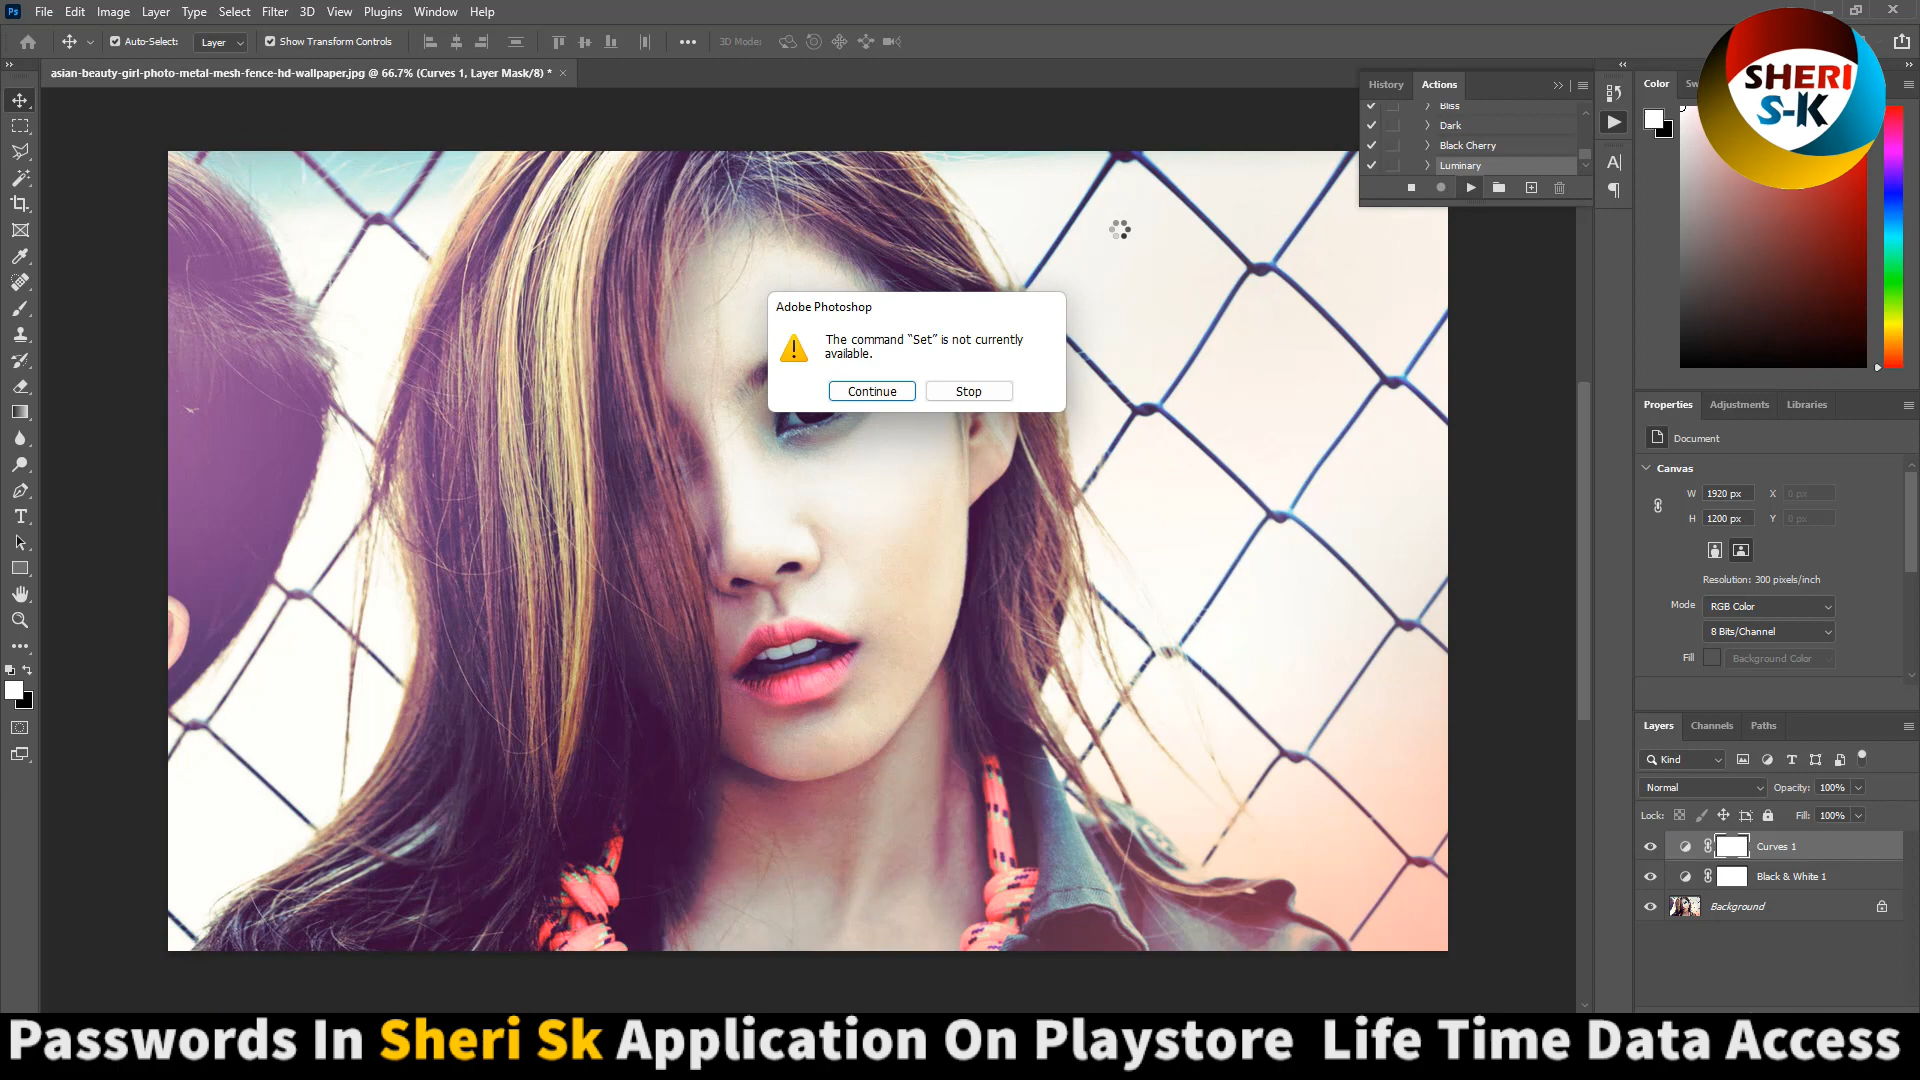 Ps File Edit Image Layer Type Select Filter 3D View Plugins Window Help
Auto-Select: Layer Show Transform Controls 3D Mode:
asian-beauty-girl-photo-metal-mesh-fence-hd-wallpaper.jpg @ 66.7% (Curves 1, Layer Mask/8) *
History Actions
Bliss
Dark
Black Cherry
Luminary
Color
SHERI
S-K
Adobe Photoshop
The command “Set” is not currently
available.
Continue Stop
Properties Adjustments Libraries
Document
Canvas
W 1920 px X 0 px
H 1200 px Y 0 px
Resolution: 300 pixels/inch
Mode RGB Color
8 Bits/Channel
Fill Background Color
Layers Channels Paths
Kind
Normal Opacity: 100%
Lock: Fill: 100%
Curves 1
Black & White 1
Background
Passwords In Sheri Sk Application On Playstore Life Time Data Access